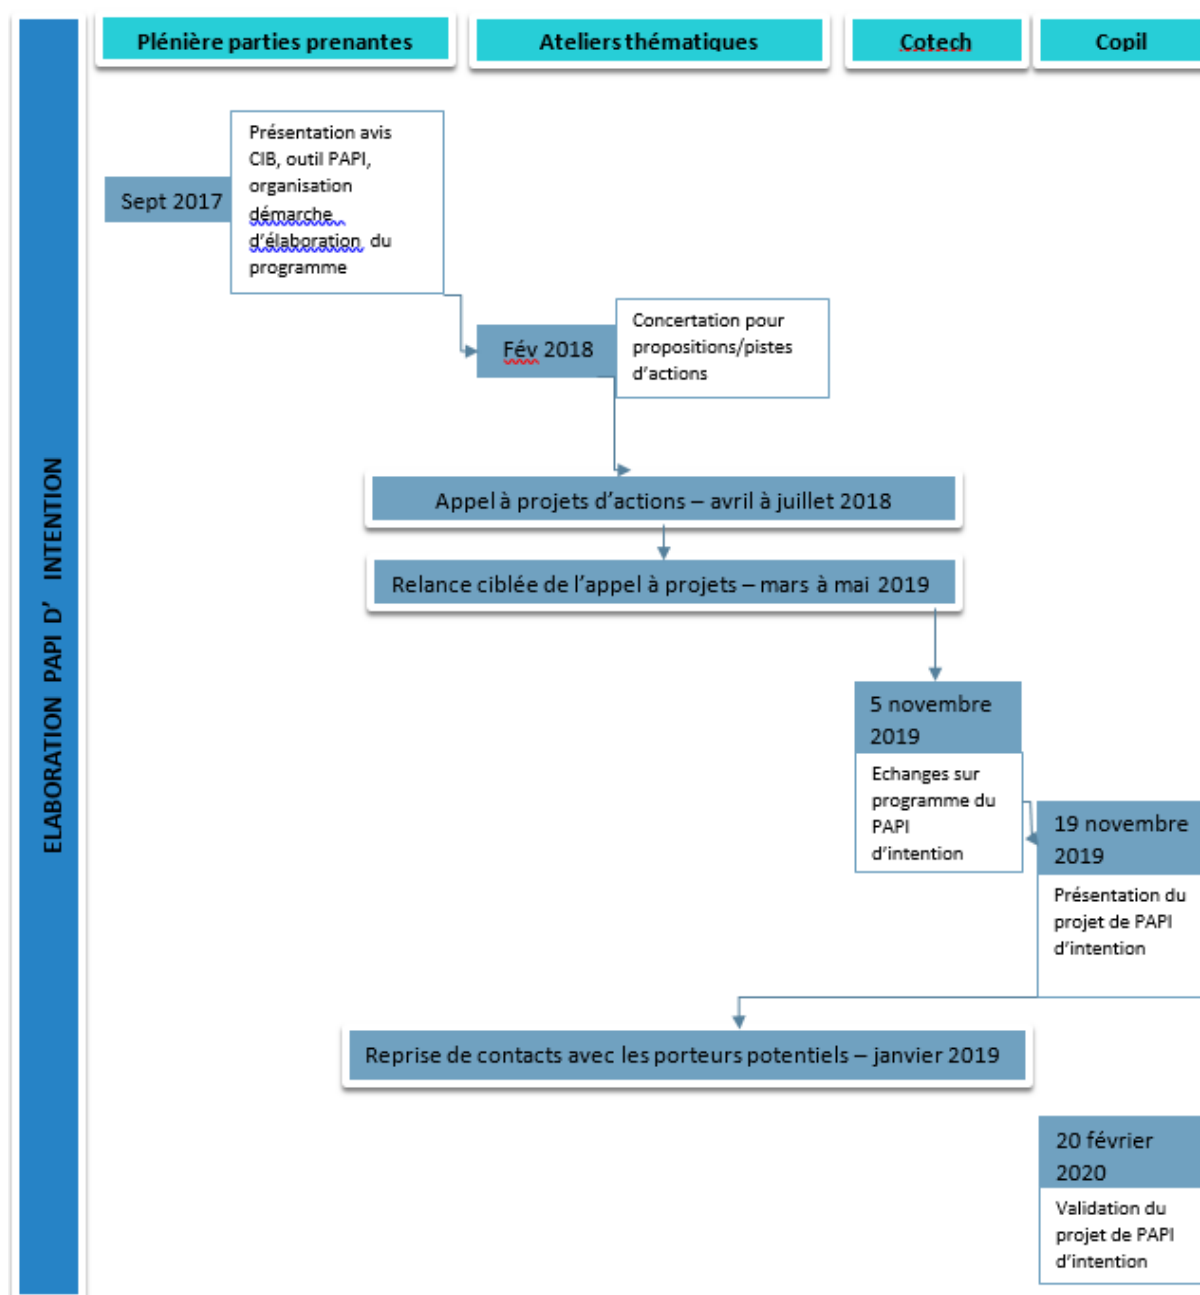 Plénière parties prenantes
Ateliers thématiques
Cotech
Copil
ELABORATION PAPI D' INTENTION
Sept 2017
Présentation avis
CIB, outil PAPI,
organisation
démarche
d'élaboration du
programme
Fév 2018
Concertation pour
propositions/pistes
d'actions
Appel à projets d'actions – avril à juillet 2018
Relance ciblée de l'appel à projets – mars à mai 2019
5 novembre
2019
Echanges sur
programme du
PAPI
d'intention
19 novembre
2019
Présentation du
projet de PAPI
d'intention
Reprise de contacts avec les porteurs potentiels – janvier 2019
20 février
2020
Validation du
projet de PAPI
d'intention